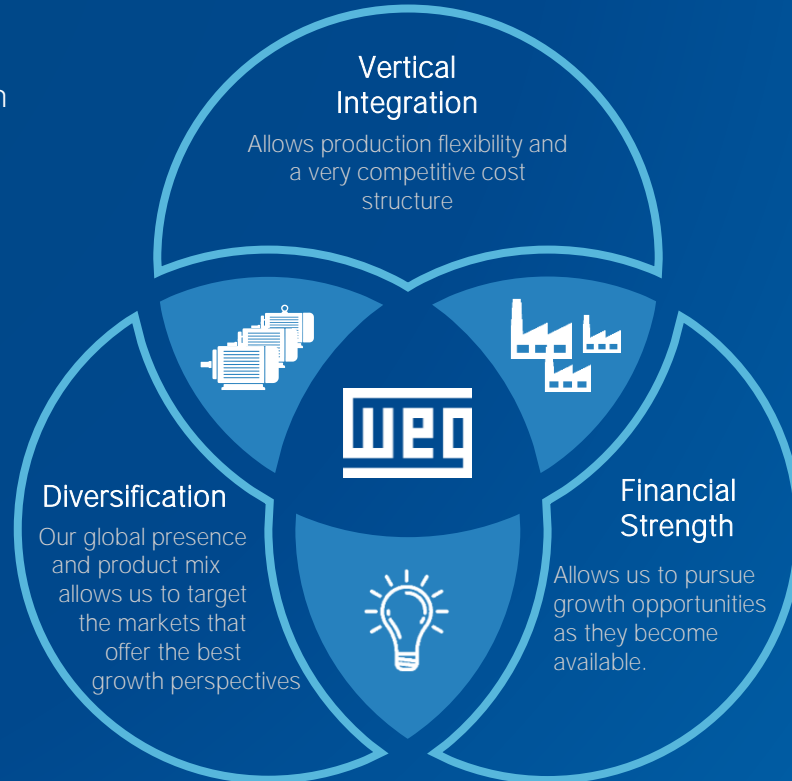 Vertical
Integration
Allows production flexibility and
a very competitive cost
structure
weg
Diversification
Our global presence
and product mix
allows us to target
the markets that
offer the best
growth perspectives
Financial
Strength
Allows us to pursue
growth opportunities
as they become
available.